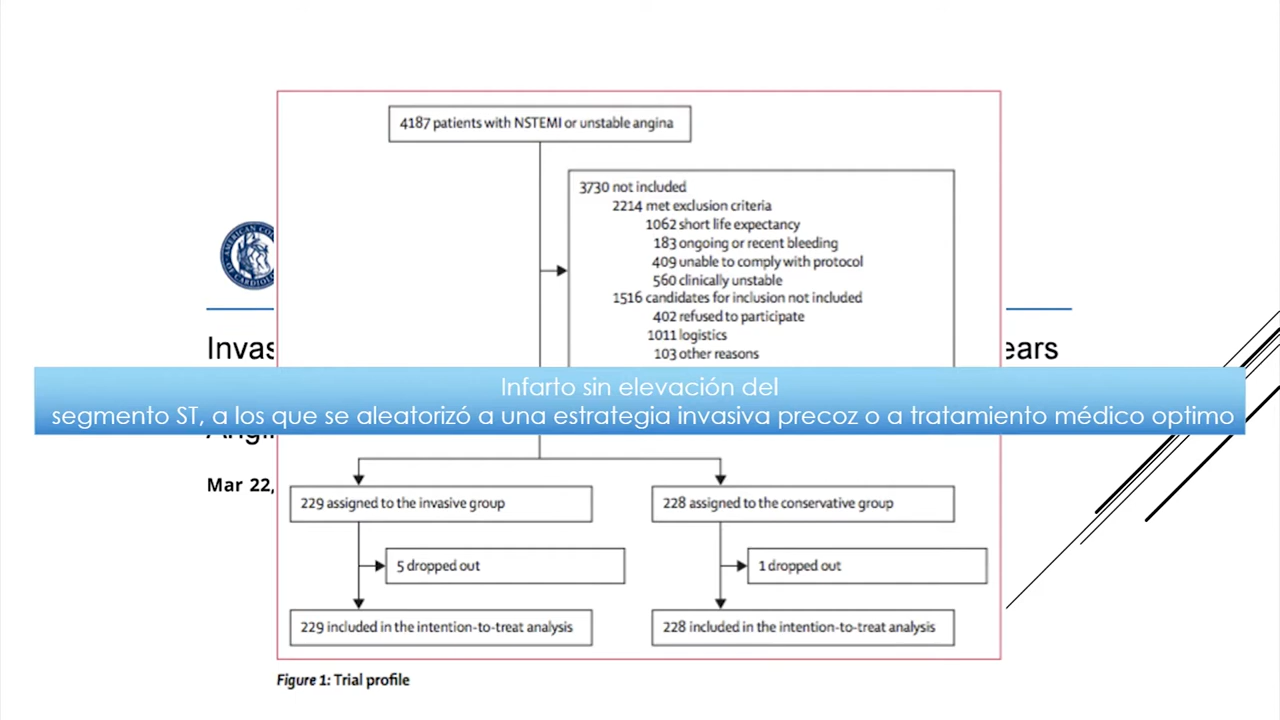 4187 patients with NSTEMI or unstable angina
3730 not included
2214 met exclusion criteria
1062 short life expectancy
183 ongoing or recent bleeding
409 unable to comply with protocol
560 clinically unstable
1516 candidates for inclusion not included
402 refused to participate
1011 logistics
103 other reasons
AMERICAN CO
OF CARDIOL
Invas
ears
Infarto sin elevación del
segmento ST, a los que se aleatorizó a una estrategia invasiva precoz o a tratamiento médico optimo
Mar 22,
229 assigned to the invasive group
228 assigned to the conservative group
5 dropped out
1 dropped out
229 included in the intention-to-treat analysis
228 included in the intention-to-treat analysis
Figure 1: Trial profile